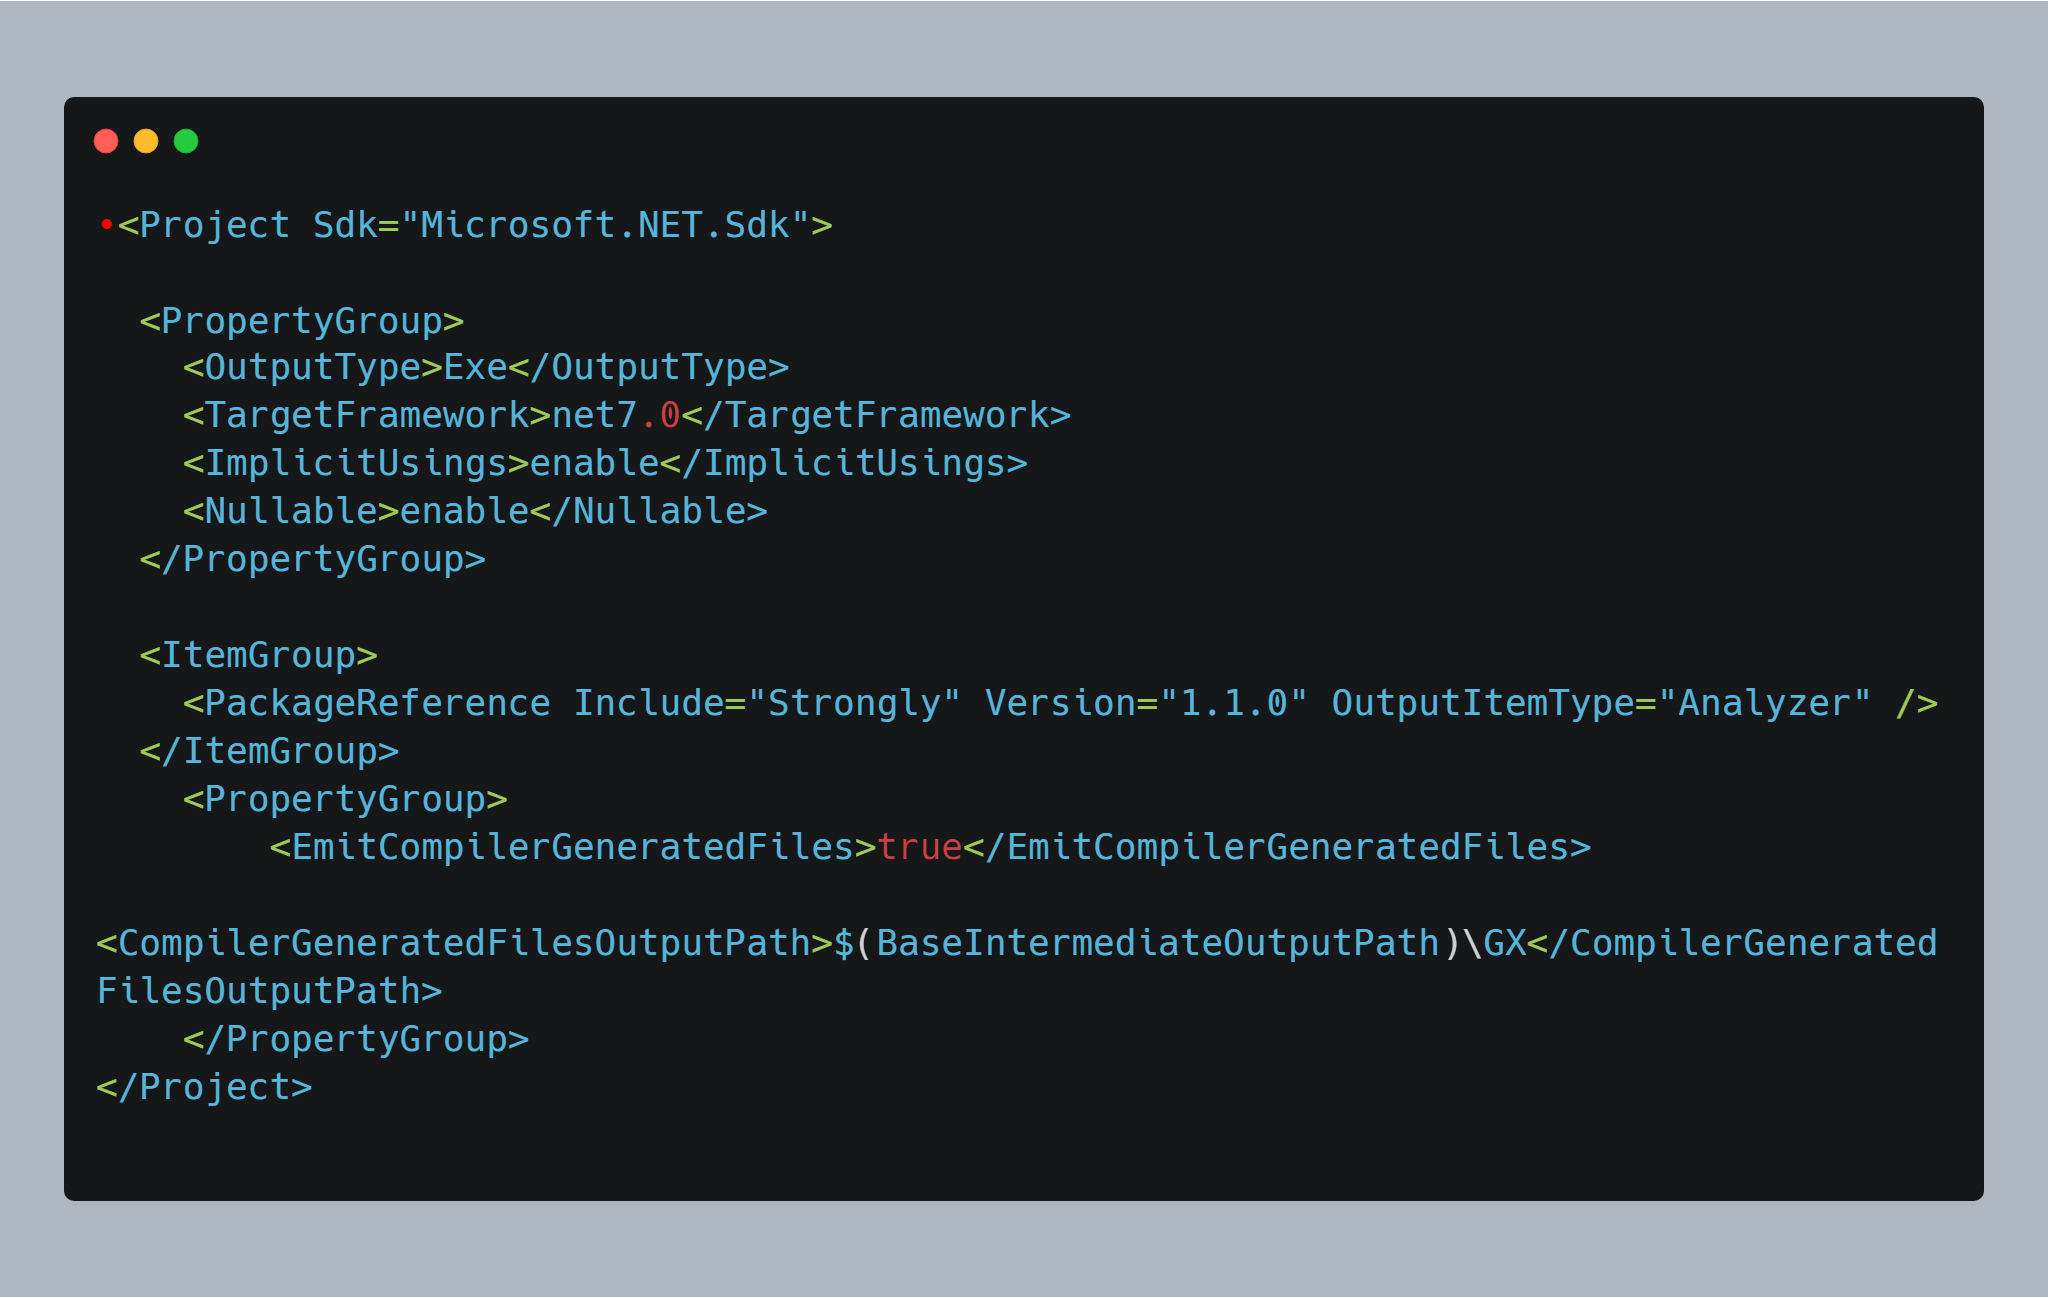 •<Project Sdk="Microsoft.NET.Sdk">
  <PropertyGroup>
    <OutputType>Exe</OutputType>
    <TargetFramework>net7.0</TargetFramework>
    <ImplicitUsings>enable</ImplicitUsings>
    <Nullable>enable</Nullable>
  </PropertyGroup>
  <ItemGroup>
    <PackageReference Include="Strongly" Version="1.1.0" OutputItemType="Analyzer" />
  </ItemGroup>
    <PropertyGroup>
        <EmitCompilerGeneratedFiles>true</EmitCompilerGeneratedFiles>
<CompilerGeneratedFilesOutputPath>$(BaseIntermediateOutputPath)\GX</CompilerGenerated
FilesOutputPath>
    </PropertyGroup>
</Project>